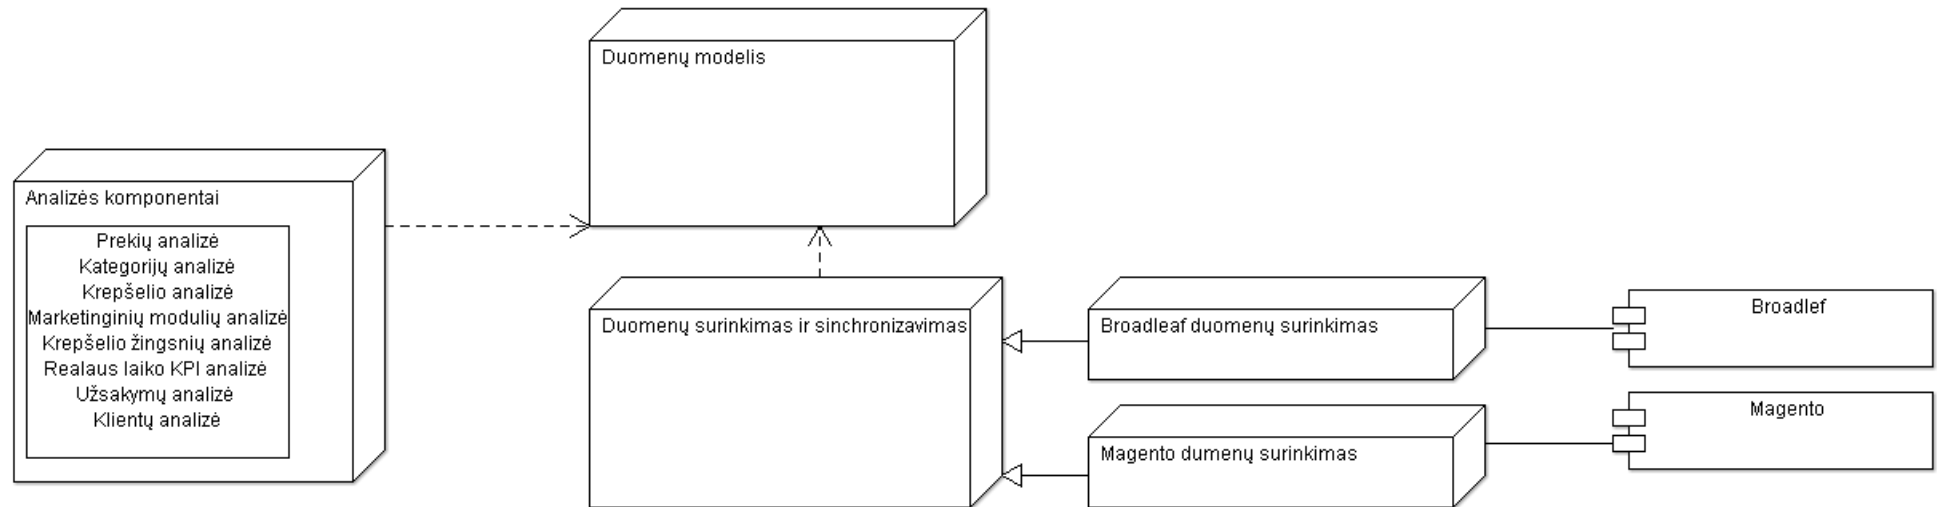 Duomenų modelis
Analizės komponentai
Prekių analizė
Kategorijų analizė
Krepšelio analizė
Marketinginių modulių analizė
Krepšelio žingsnių analizė
Realaus laiko KPI analizė
Užsakymų analizė
Klientų analizė
Duomenų surinkimas ir sinchronizavimas
Broadleaf duomenų surinkimas
Broadlef
Magento dumenų surinkimas
Magento